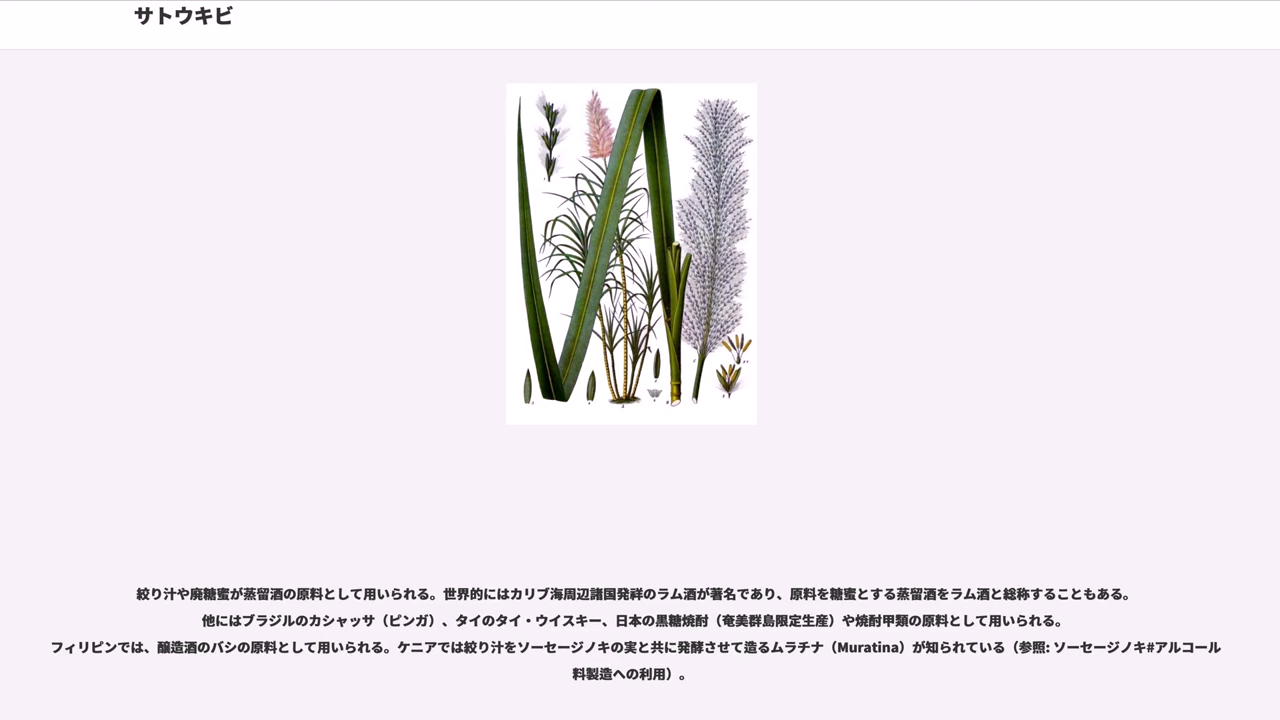 サトウキビ
絞り汁や廃糖蜜が蒸留酒の原料として用いられる。世界的にはカリブ海周辺諸国発祥のラム酒が著名であり、原料を糖蜜とする蒸留酒をラム酒と総称することもある。
他にはブラジルのカシャッサ（ピンガ）、タイのタイ・ウイスキー、日本の黒糖焼酎（奄美群島限定生産）や焼酎甲類の原料として用いられる。
フィリピンでは、醸造酒のバシの原料として用いられる。ケニアでは絞り汁をソーセージノキの実と共に発酵させて造るムラチナ（Muratina）が知られている（参照: ソーセージノキ#アルコール
料製造への利用）。